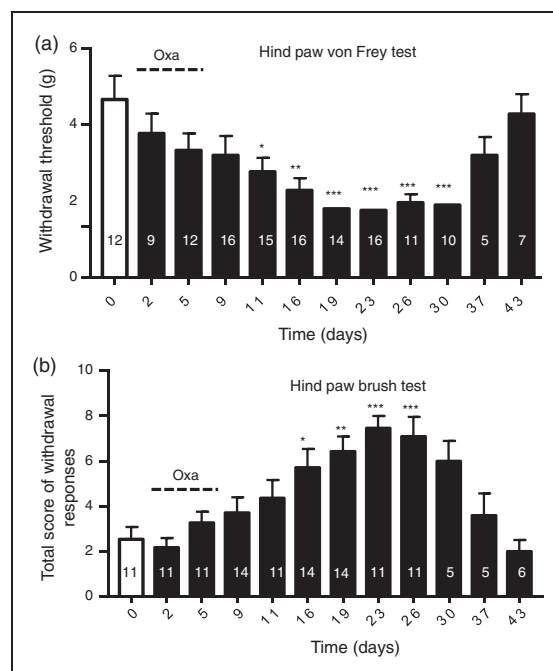 (a)
Hind paw von Frey test
Oxa
Withdrawal threshold (g)
6
4
2
0
* ** *** *** *** ***
12 9 12 16 15 16 14 16 11 10 5 7
0 2 5 9 11 16 19 23 26 30 37 43
Time (days)
(b)
Hind paw brush test
Oxa
Total score of withdrawal
responses
10
8
6
4
2
0
* ** *** ***
11 11 11 14 11 14 14 11 11 5 5 6
0 2 5 9 11 16 19 23 26 30 37 43
Time (days)